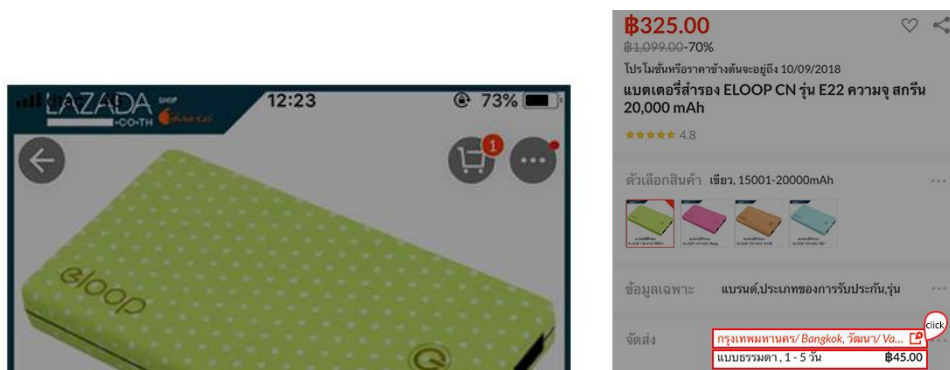 LAZADA
.CO.TH
SHOP
12:23
73%
1
eloop
฿325.00
฿1,099.00-70%
โปรโมชั่นหรือราคาข้างต้นจะอยู่ถึง 10/09/2018
แบตเตอรี่สำรอง ELOOP CN รุ่น E22 ความจุ สกรีน
20,000 mAh
4.8
ตัวเลือกสินค้า เขียว, 15001-20000mAh
ข้อมูลเฉพาะ แบรนด์,ประเภทของการรับประกัน,รุ่น
click
จัดส่ง กรุงเทพมหานคร/ Bangkok, วัฒนา/ Va...
แบบธรรมดา , 1 - 5 วัน ฿45.00